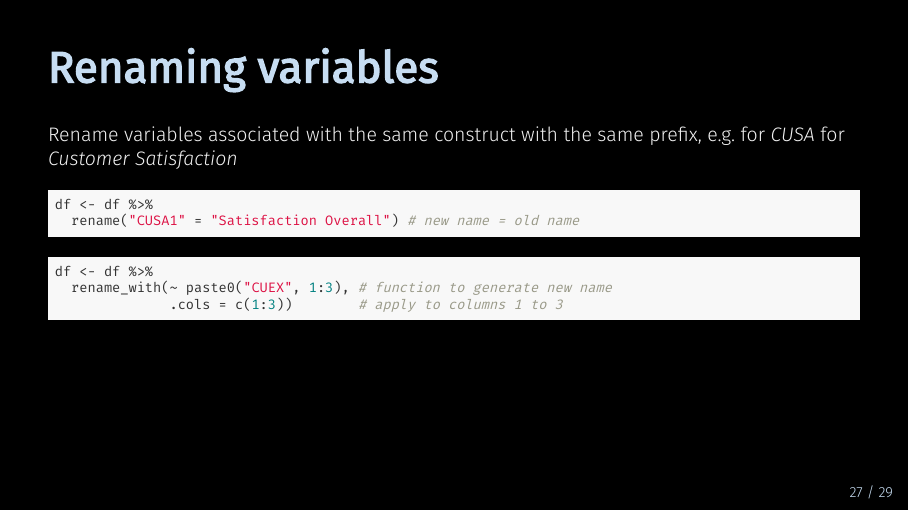 Renaming variables
Rename variables associated with the same construct with the same prefix, e.g. for CUSA for
Customer Satisfaction
df <- df %>%
  rename("CUSA1" = "Satisfaction Overall") # new name = old name
df <- df %>%
  rename_with(~ paste0("CUEX", 1:3), # function to generate new name
              .cols = c(1:3))        # apply to columns 1 to 3
27 / 29